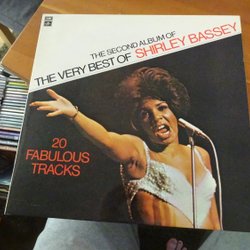 THE SECOND ALBUM OF
THE VERY BEST OF SHIRLEY BASSEY
20
FABULOUS
TRACKS